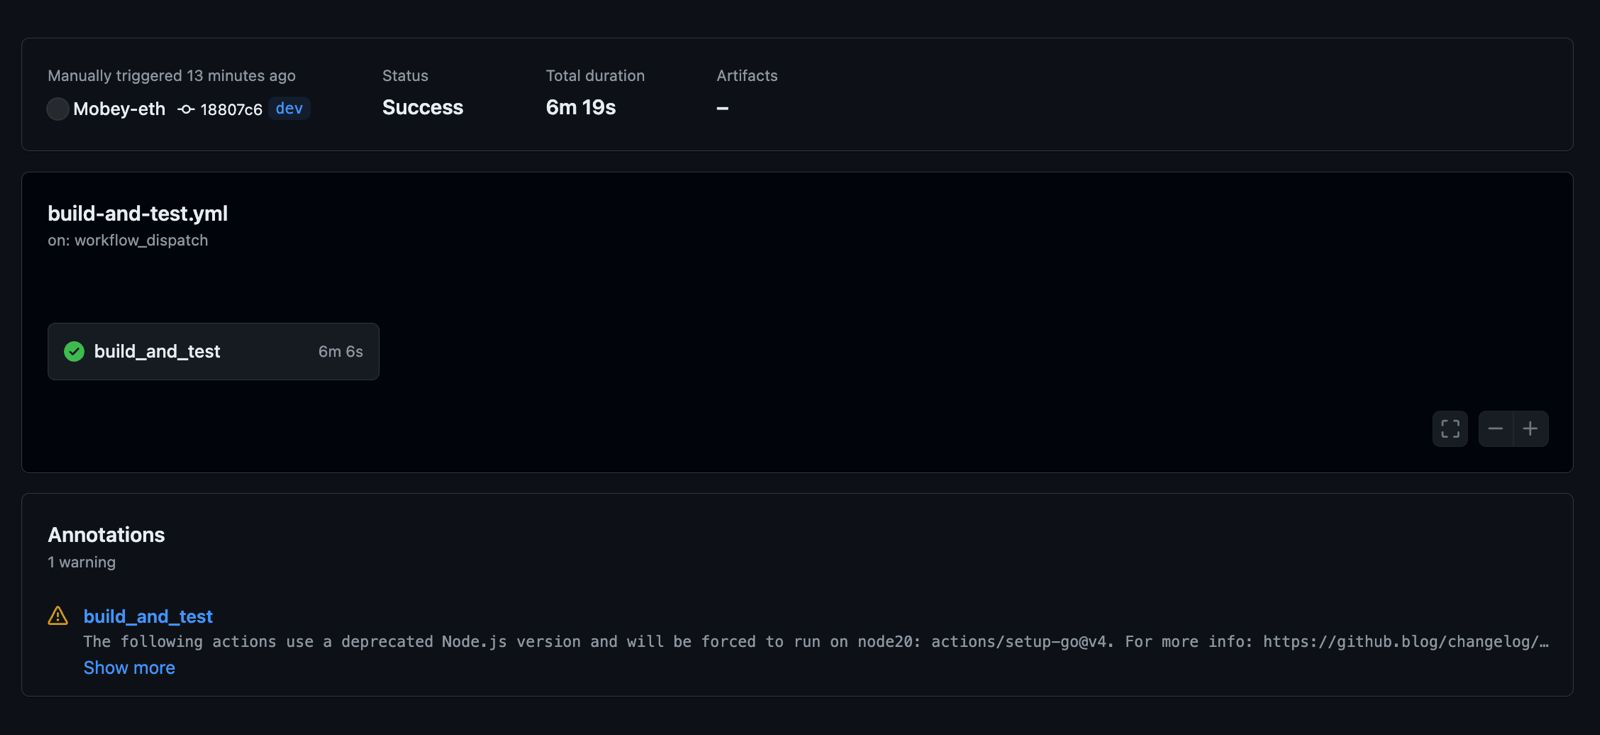 Manually triggered 13 minutes ago
Status
Total duration
Artifacts
Mobey-eth 18807c6 dev
Success
6m 19s
–
build-and-test.yml
on: workflow_dispatch
build_and_test 6m 6s
Annotations
1 warning
build_and_test
The following actions use a deprecated Node.js version and will be forced to run on node20: actions/setup-go@v4. For more info: https://github.blog/changelog/…
Show more